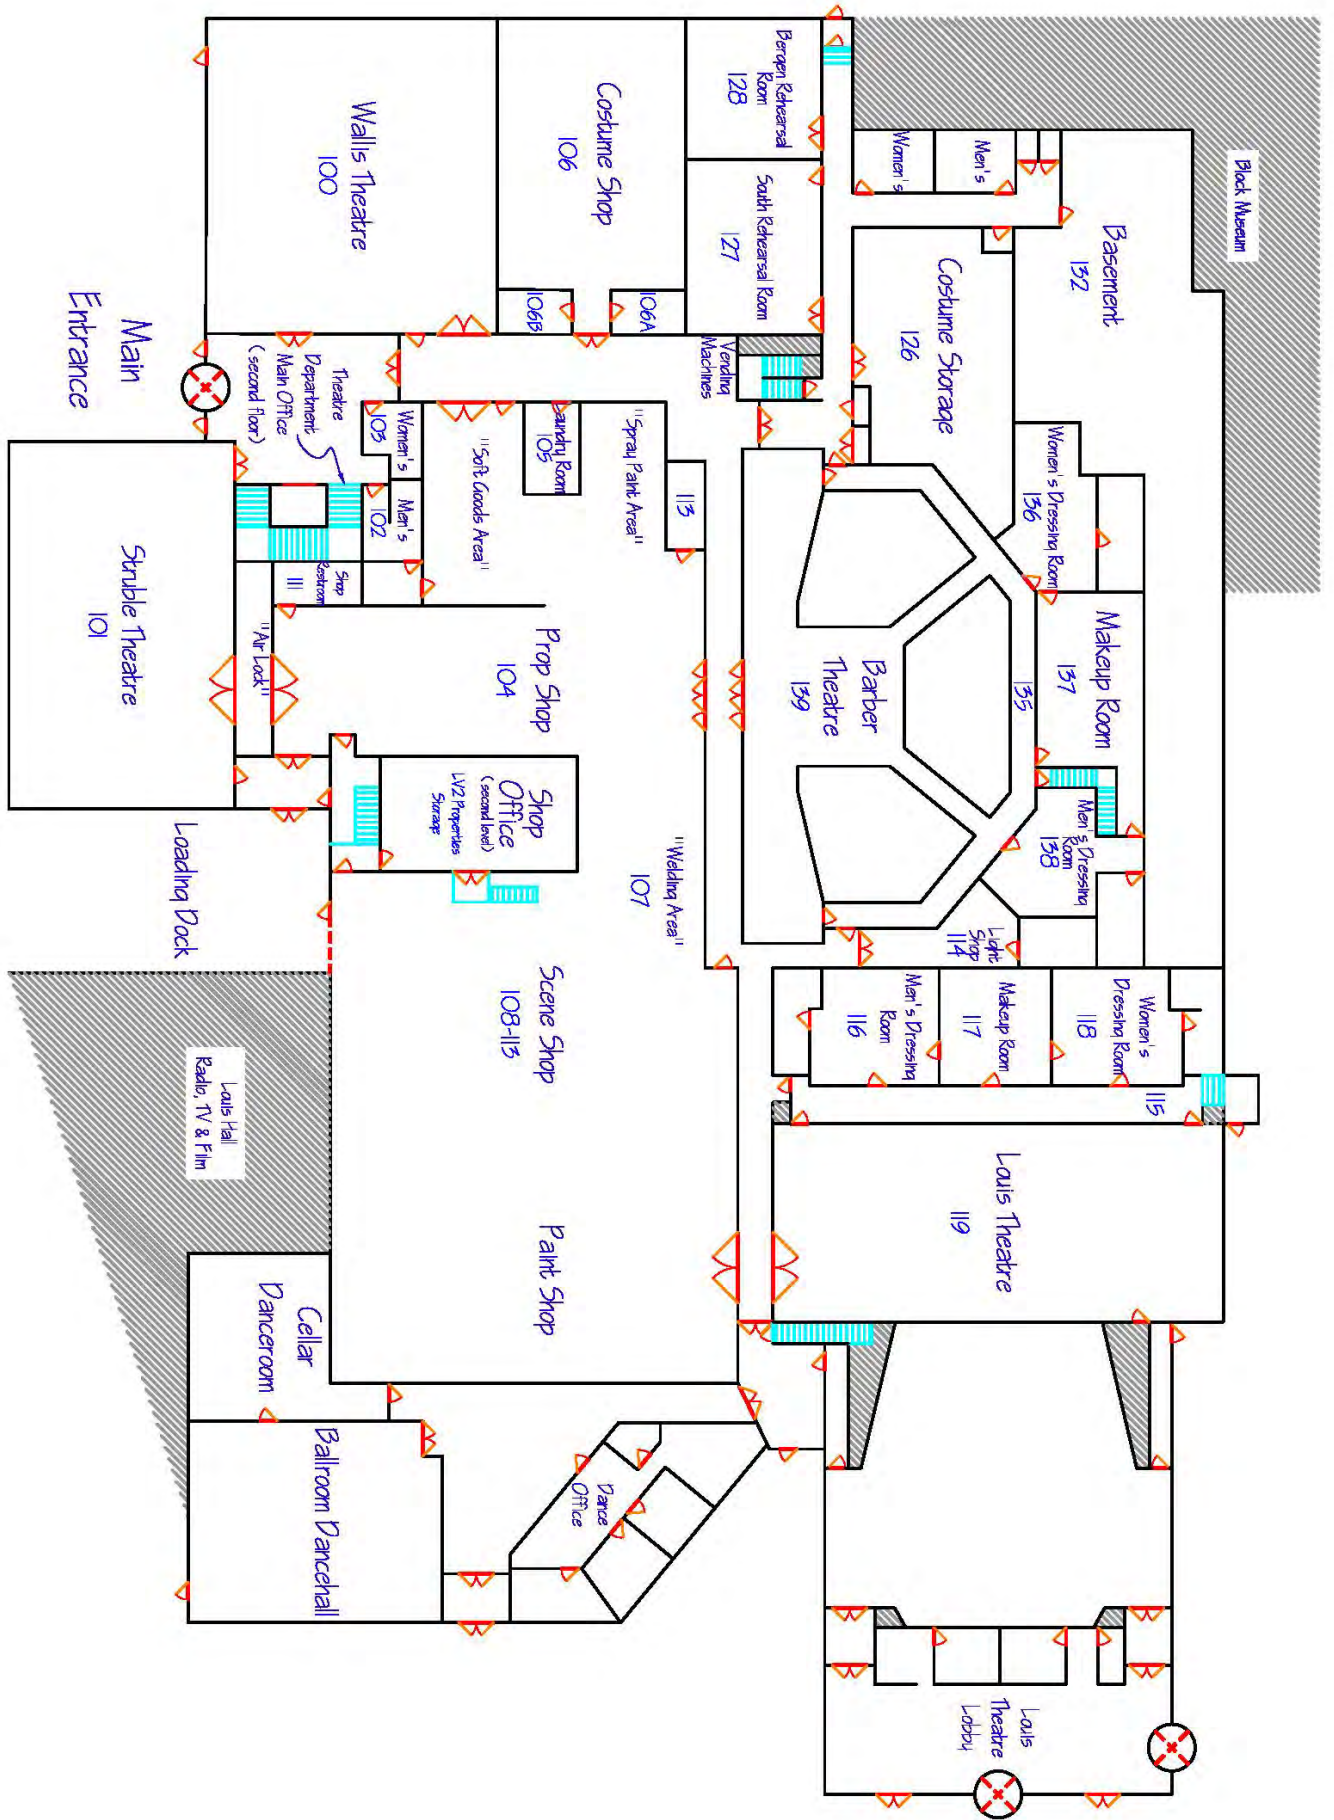 Block Museum
Bergen Rehearsal
Room
128
Women's
Men's
Basement
132
Costume Shop
106
Wallis Theatre
100
South Rehearsal Room
127
Costume Storage
126
106B
106A
Vending
Machines
Women's Dressing Room
136
Main
Entrance
Theatre
Department
Main Office
(second floor)
Women's
103
Men's
102
"Soft Goods Area"
Laundry Room
105
"Spray Paint Area"
113
Shop
Restroom
111
"Air Lock"
Struble Theatre
101
Prop Shop
104
Barber
Theatre
139
135
Makeup Room
137
Men's Dressing
Room
138
Shop
Office
(second level)
LV2 Properties
Storage
"Welding Area"
107
Light
Shop
114
Loading Dock
Scene Shop
108-113
Men's Dressing
Room
116
Makeup Room
117
Women's
Dressing Room
118
115
Louis Hall
Radio, TV & Film
Louis Theatre
119
Paint Shop
Cellar
Danceroom
Ballroom Dancehall
Dance
Office
Louis
Theatre
Lobby